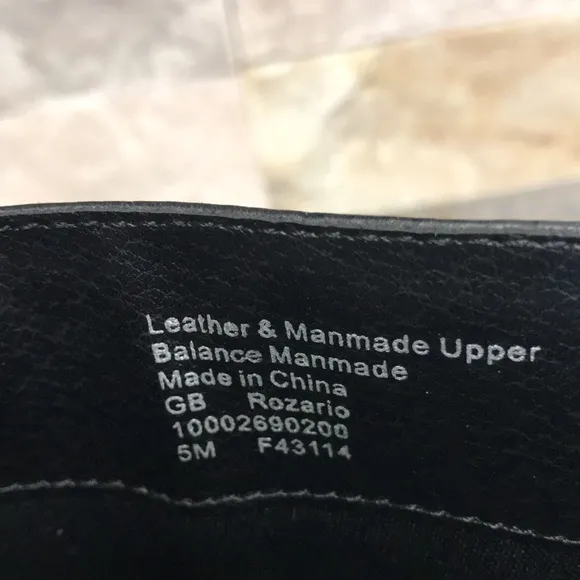 Leather & Manmade Upper
Balance Manmade
Made in China
GB Rozario
10002690200
5M F43114